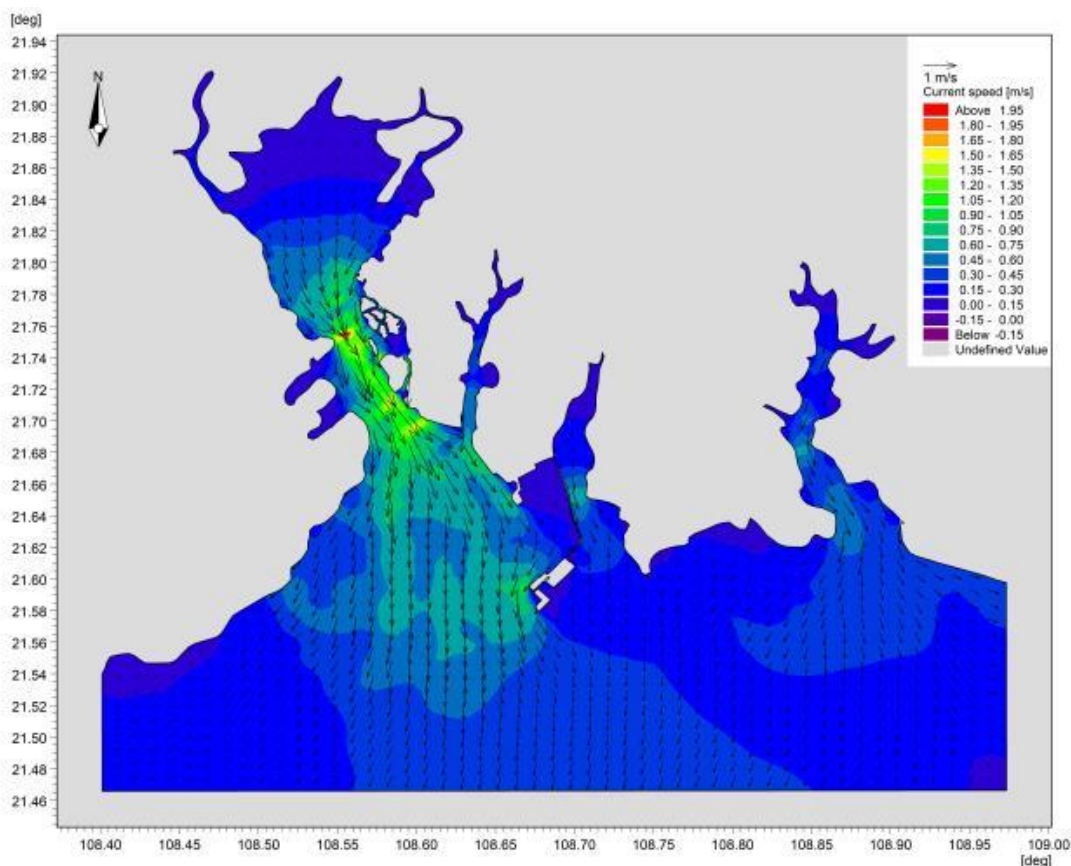 [deg]
21.94
21.92
21.90
21.88
21.86
21.84
21.82
21.80
21.78
21.76
21.74
21.72
21.70
21.68
21.66
21.64
21.62
21.60
21.58
21.56
21.54
21.52
21.50
21.48
21.46
N
1 m/s
Current speed [m/s]
Above 1.95
1.80 - 1.95
1.65 - 1.80
1.50 - 1.65
1.35 - 1.50
1.20 - 1.35
1.05 - 1.20
0.90 - 1.05
0.75 - 0.90
0.60 - 0.75
0.45 - 0.60
0.30 - 0.45
0.15 - 0.30
0.00 - 0.15
-0.15 - 0.00
Below -0.15
Undefined Value
108.40 108.45 108.50 108.55 108.60 108.65 108.70 108.75 108.80 108.85 108.90 108.95 109.00
[deg]